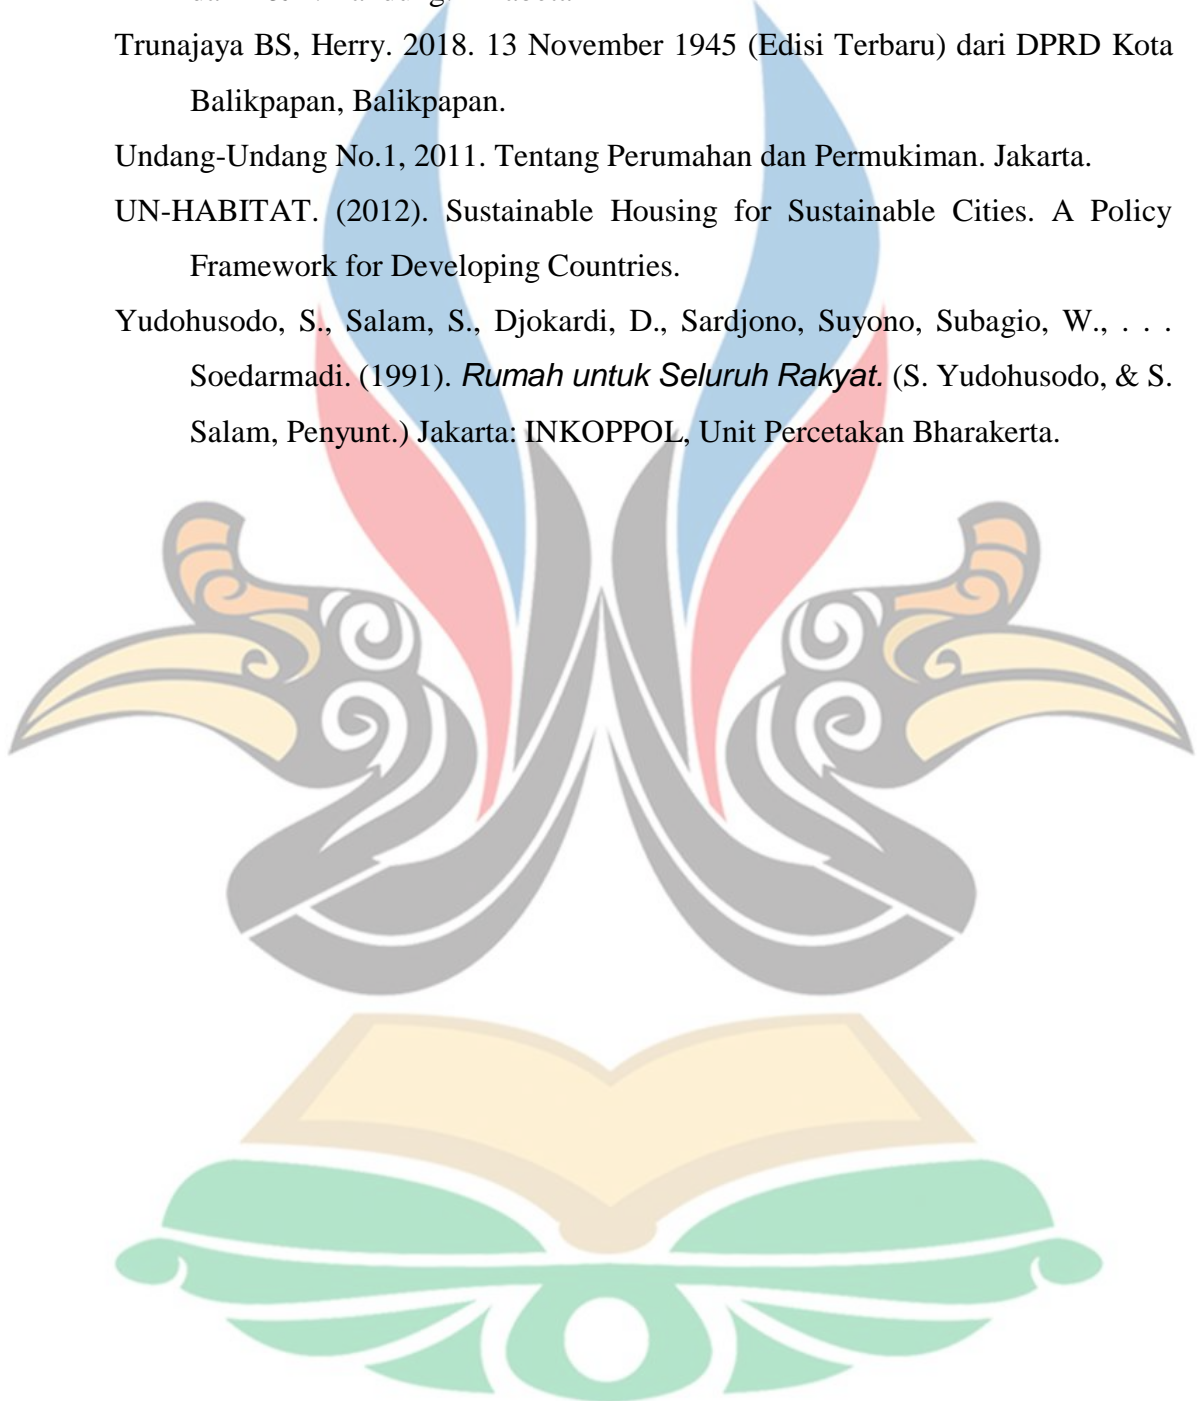 Trunajaya BS, Herry. 2018. 13 November 1945 (Edisi Terbaru) dari DPRD Kota
Balikpapan, Balikpapan.
Undang-Undang No.1, 2011. Tentang Perumahan dan Permukiman. Jakarta.
UN-HABITAT. (2012). Sustainable Housing for Sustainable Cities. A Policy
Framework for Developing Countries.
Yudohusodo, S., Salam, S., Djokardi, D., Sardjono, Suyono, Subagio, W., . . .
Soedarmadi. (1991). Rumah untuk Seluruh Rakyat. (S. Yudohusodo, & S.
Salam, Penyunt.) Jakarta: INKOPPOL, Unit Percetakan Bharakerta.